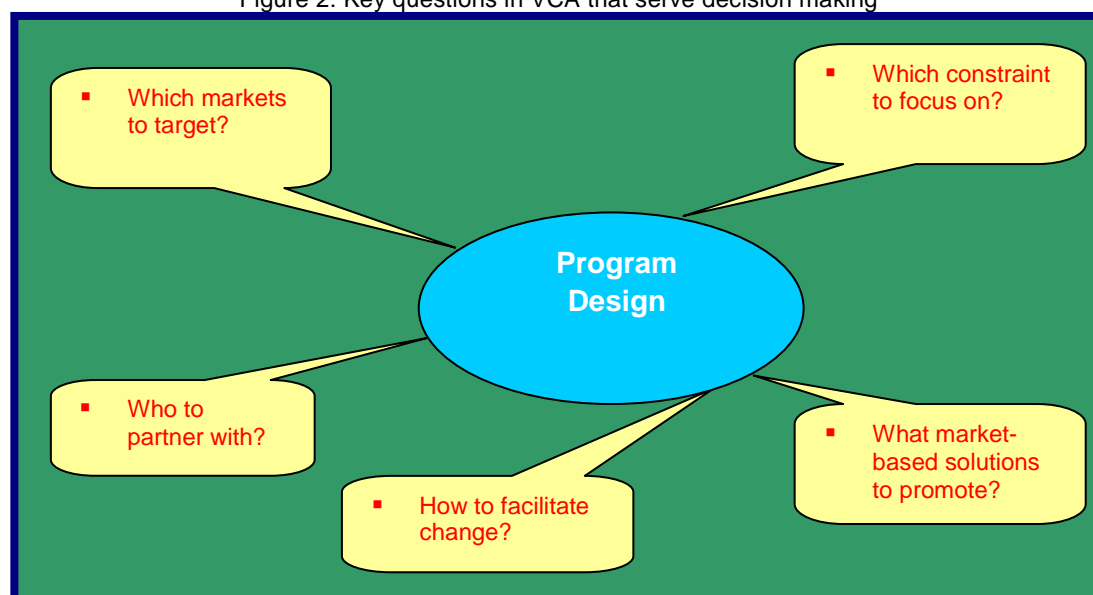 Figure 2: Key questions in VCA that serve decision making
▪ Which markets
to target?
▪ Which constraint
to focus on?
Program
Design
▪ Who to
partner with?
▪ How to facilitate
change?
▪ What market-
based solutions
to promote?